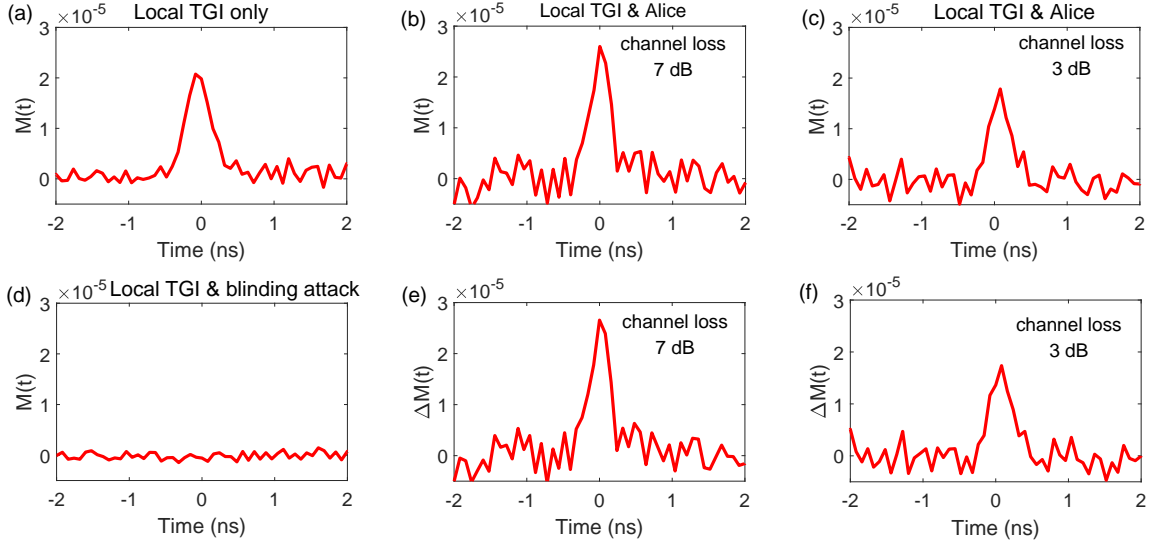 (a)
Local TGI only
×10⁻⁵
3
2
1
0
M(t)
-2
-1
0
1
2
Time (ns)
(b)
Local TGI & Alice
×10⁻⁵
channel loss
7 dB
3
2
1
0
M(t)
-2
-1
0
1
2
Time (ns)
(c)
Local TGI & Alice
×10⁻⁵
channel loss
3 dB
3
2
1
0
M(t)
-2
-1
0
1
2
Time (ns)
(d)
×10⁻⁵ Local TGI & blinding attack
3
2
1
0
M(t)
-2
-1
0
1
2
Time (ns)
(e)
×10⁻⁵
channel loss
7 dB
3
2
1
0
ΔM(t)
-2
-1
0
1
2
Time (ns)
(f)
×10⁻⁵
channel loss
3 dB
3
2
1
0
ΔM(t)
-2
-1
0
1
2
Time (ns)